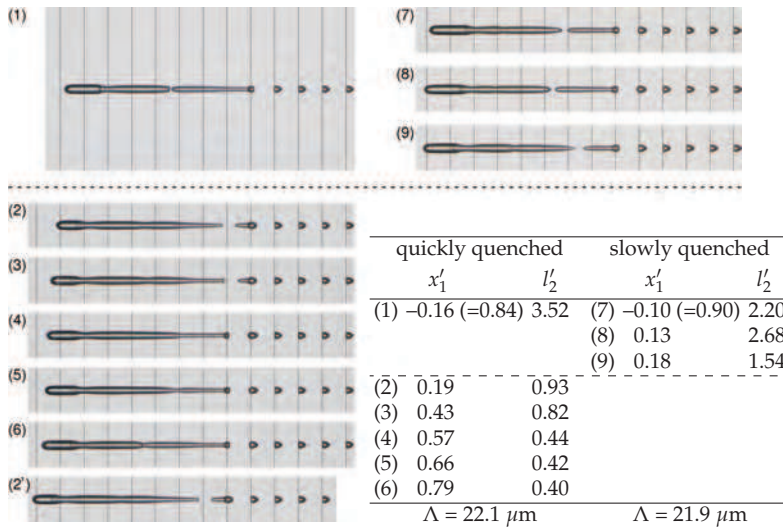 (1)
(7)
(8)
(9)
(2)
(3)
(4)
(5)
(6)
(2')
quickly quenched slowly quenched
x′₁ l′₂ x′₁ l′₂
(1) −0.16 (=0.84) 3.52 (7) −0.10 (=0.90) 2.20
(8) 0.13 2.68
(9) 0.18 1.54
(2) 0.19 0.93
(3) 0.43 0.82
(4) 0.57 0.44
(5) 0.66 0.42
(6) 0.79 0.40
Λ = 22.1 μm Λ = 21.9 μm